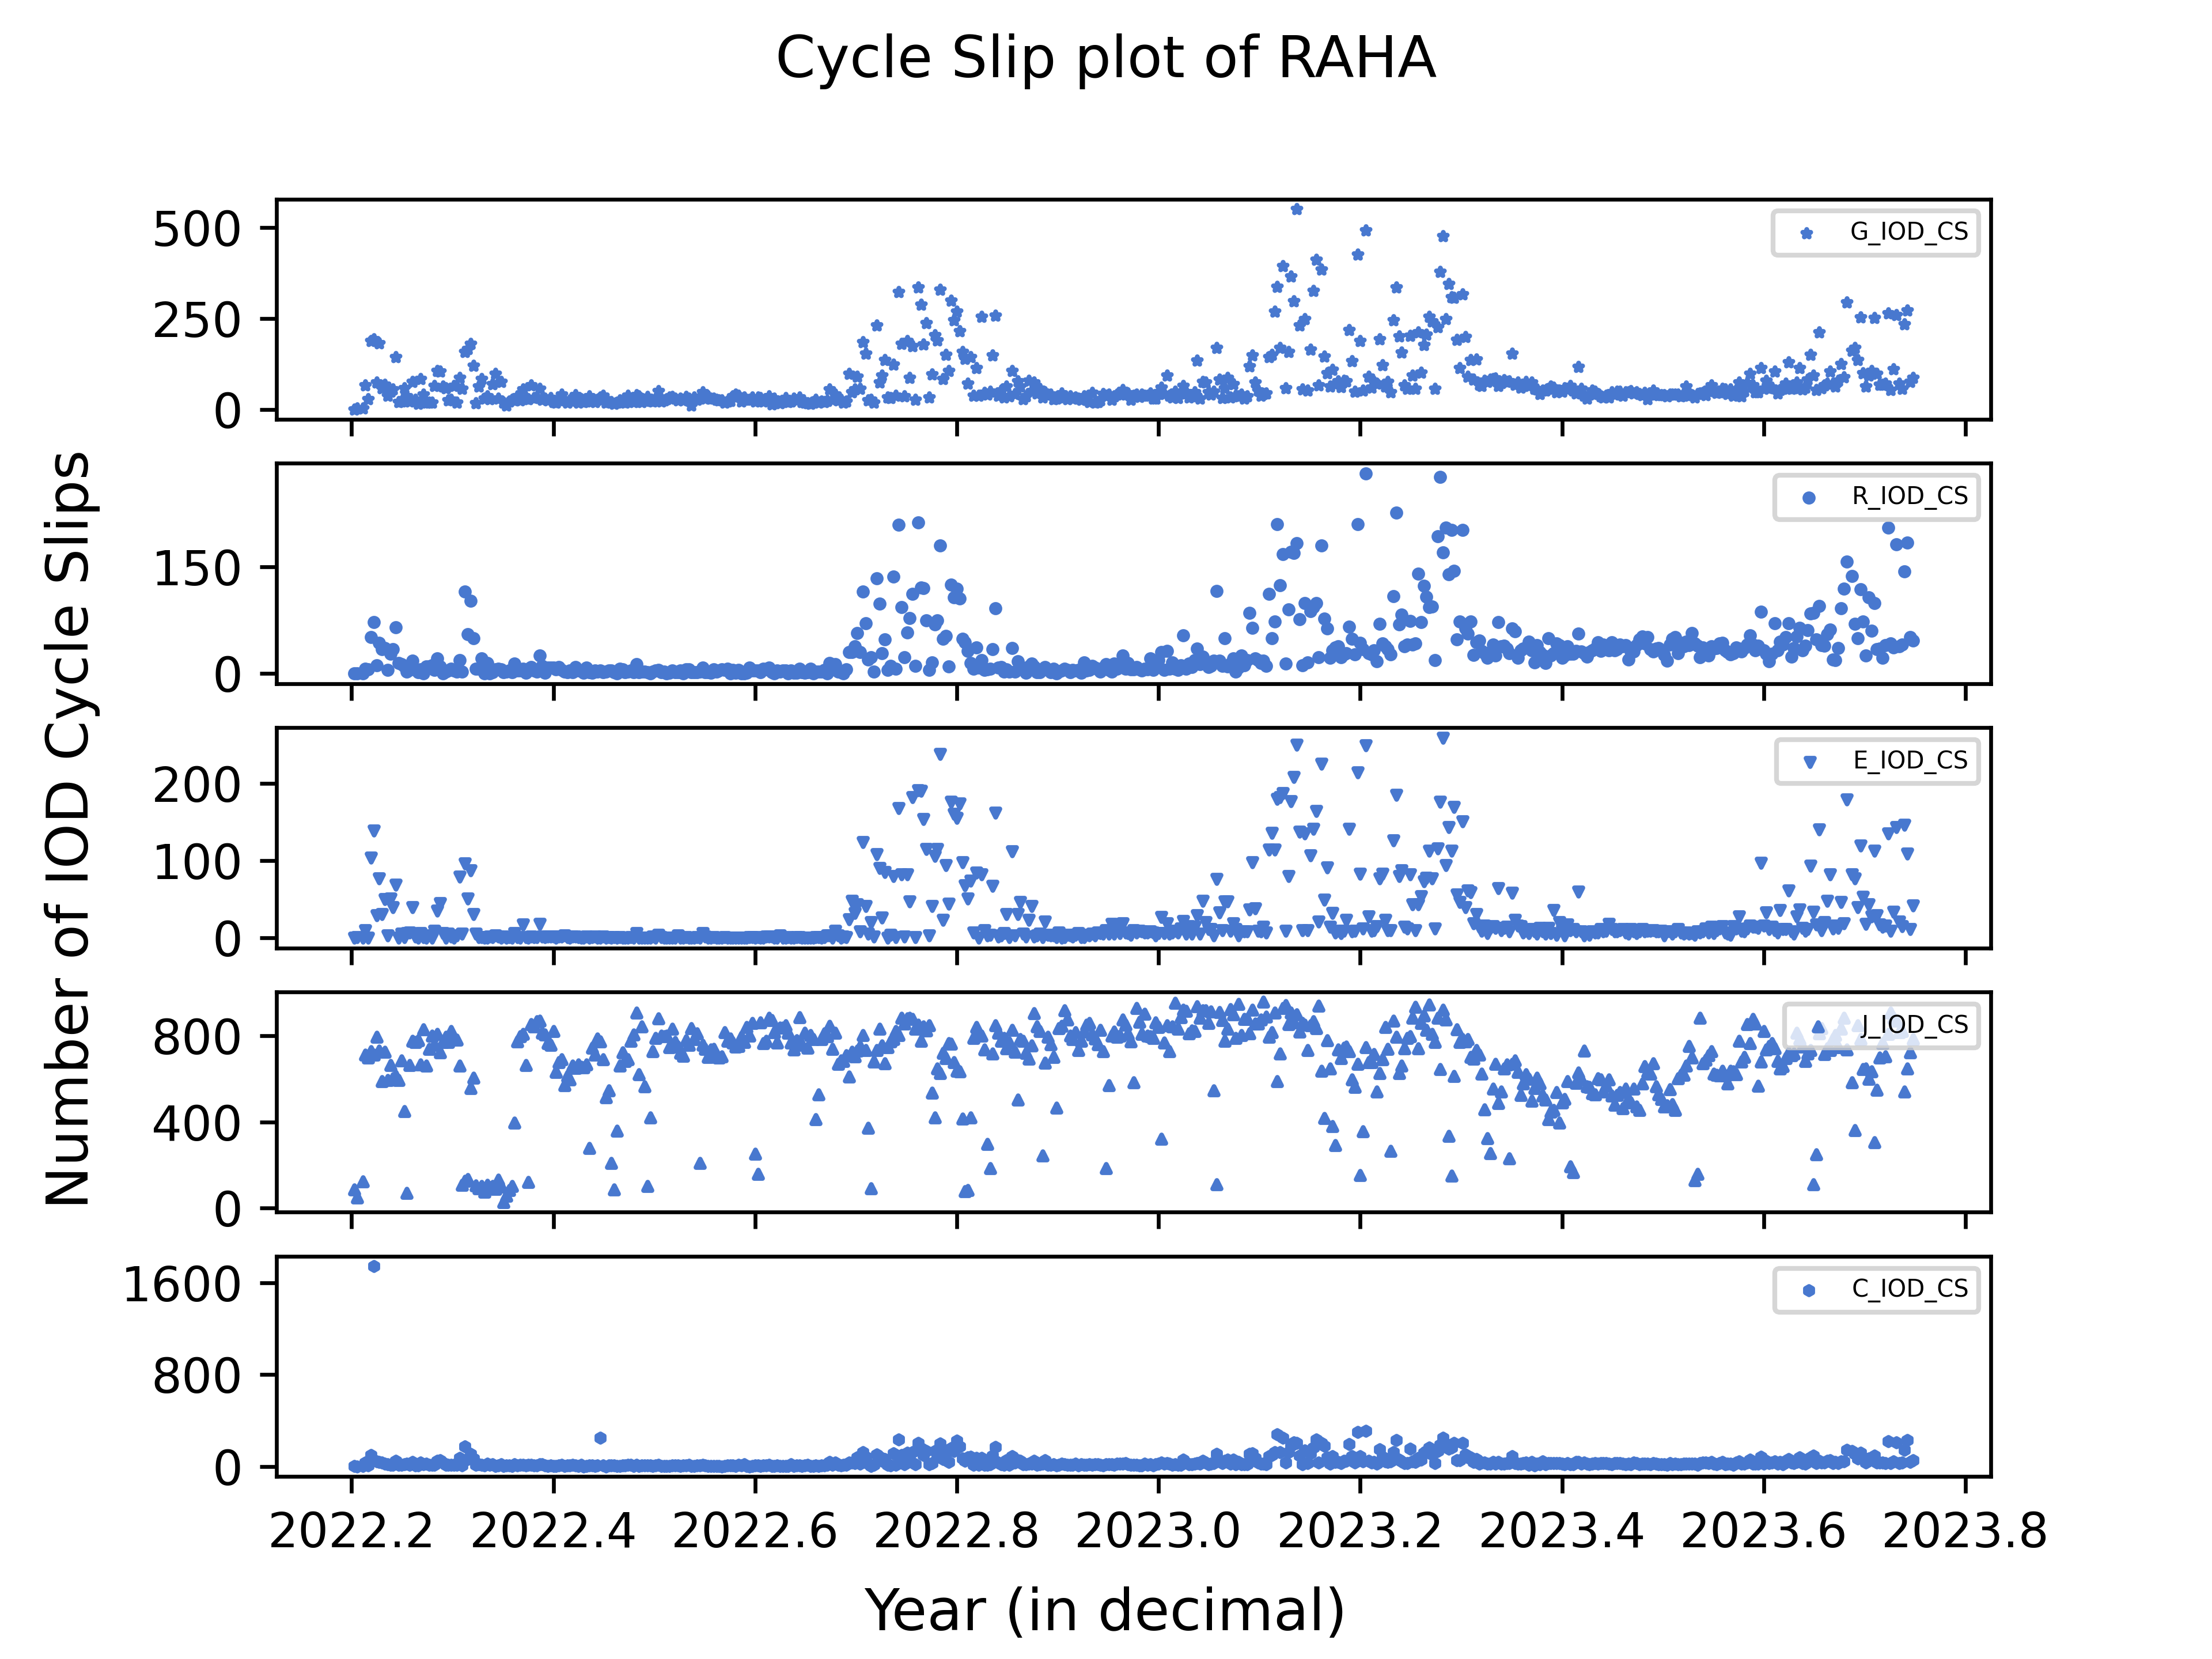 Cycle Slip plot of RAHA
Number of IOD Cycle Slips
500
250
0
G_IOD_CS
150
0
R_IOD_CS
200
100
0
E_IOD_CS
800
400
0
J_IOD_CS
1600
800
0
C_IOD_CS
2022.2 2022.4 2022.6 2022.8 2023.0 2023.2 2023.4 2023.6 2023.8
Year (in decimal)